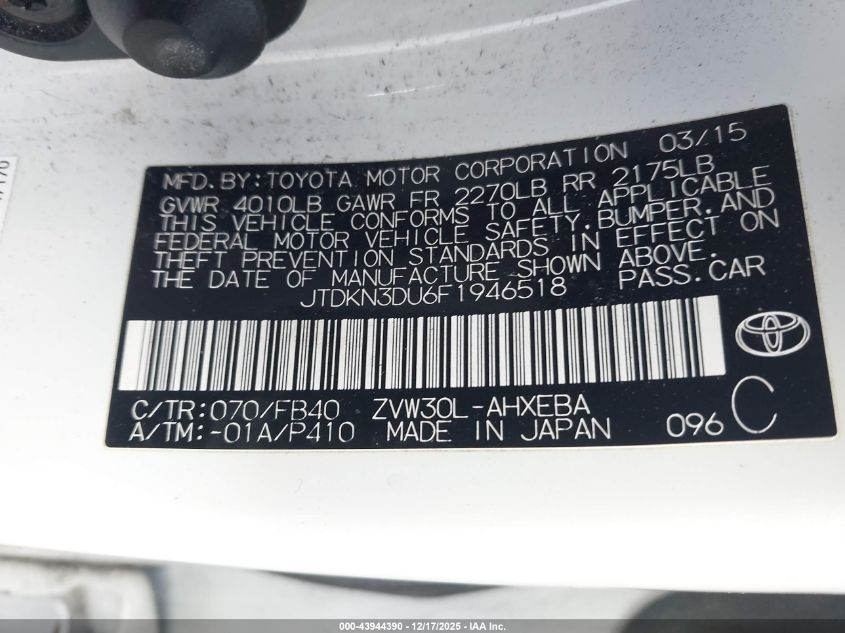 MFD. BY: TOYOTA MOTOR CORPORATION 03/15
GVWR 4010LB GAWR FR 2270LB RR 2175LB
THIS VEHICLE CONFORMS TO ALL APPLICABLE
FEDERAL MOTOR VEHICLE SAFETY, BUMPER, AND
THEFT PREVENTION STANDARDS IN EFFECT ON
THE DATE OF MANUFACTURE SHOWN ABOVE.
JTDKN3DU6F1946518 PASS. CAR
C/TR: 070/FB40 ZVW30L-AHXEBA
A/TM: -01A/P410 MADE IN JAPAN 096 C
000-43944390 | 12/17/2025 - IAA Inc.